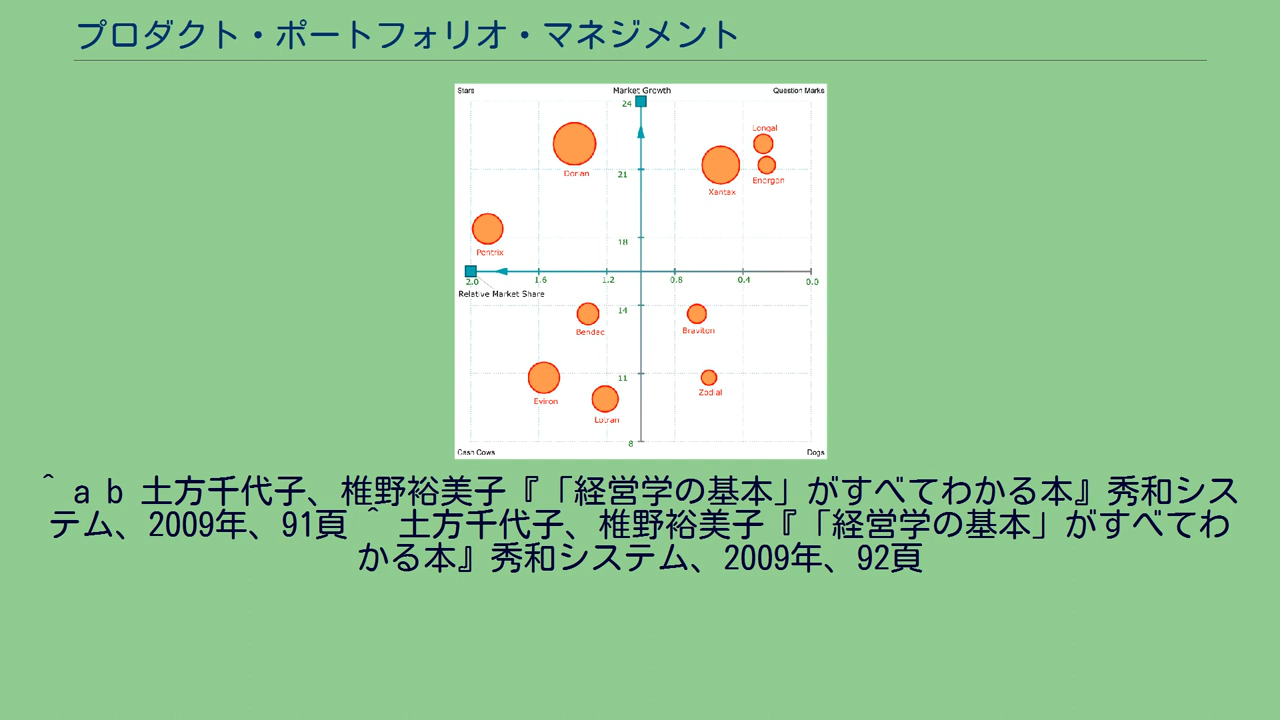 プロダクト・ポートフォリオ・マネジメント
Stars
Market Growth
Question Marks
24
Longal
Dorian
21
Xantax
Energan
18
Pentrix
2.0
1.6
1.2
0.8
0.4
0.0
Relative Market Share
14
Bendac
Braviton
11
Eviron
Zodial
Lotran
8
Cash Cows
Dogs
^ a b 土方千代子、椎野裕美子『「経営学の基本」がすべてわかる本』秀和シス
テム、2009年、91頁 ^ 土方千代子、椎野裕美子『「経営学の基本」がすべてわ
かる本』秀和システム、2009年、92頁